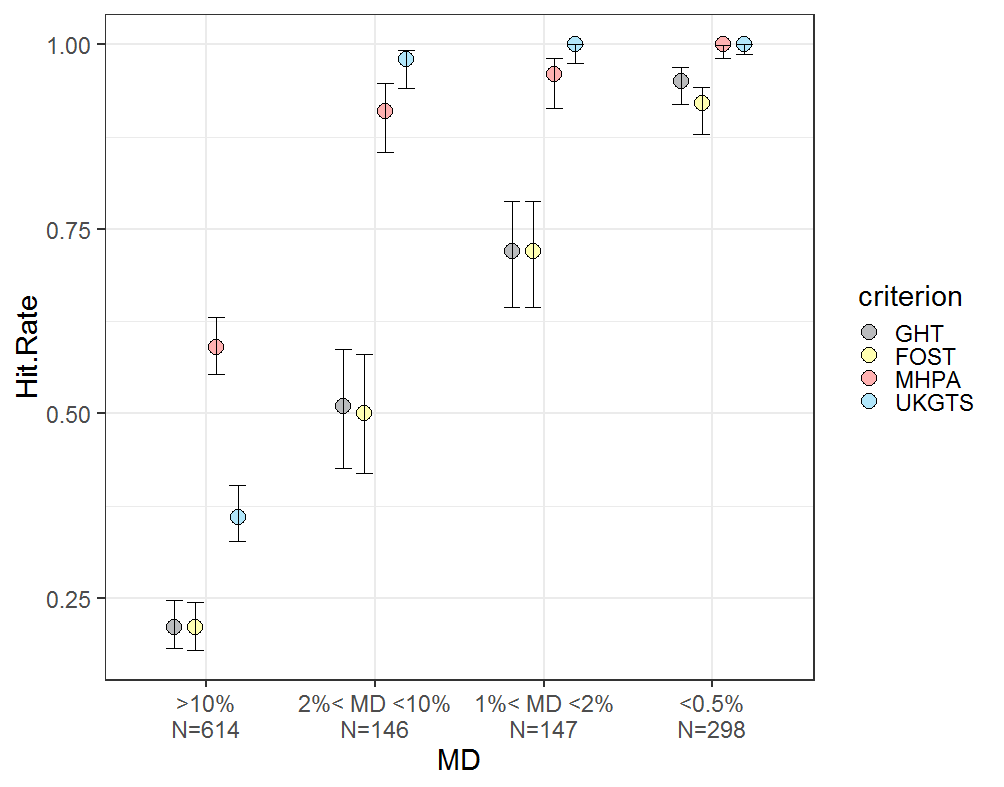 1.00
0.75
0.50
0.25
Hit.Rate
>10%
N=614
2%< MD <10%
N=146
1%< MD <2%
N=147
<0.5%
N=298
MD
criterion
GHT
FOST
MHPA
UKGTS